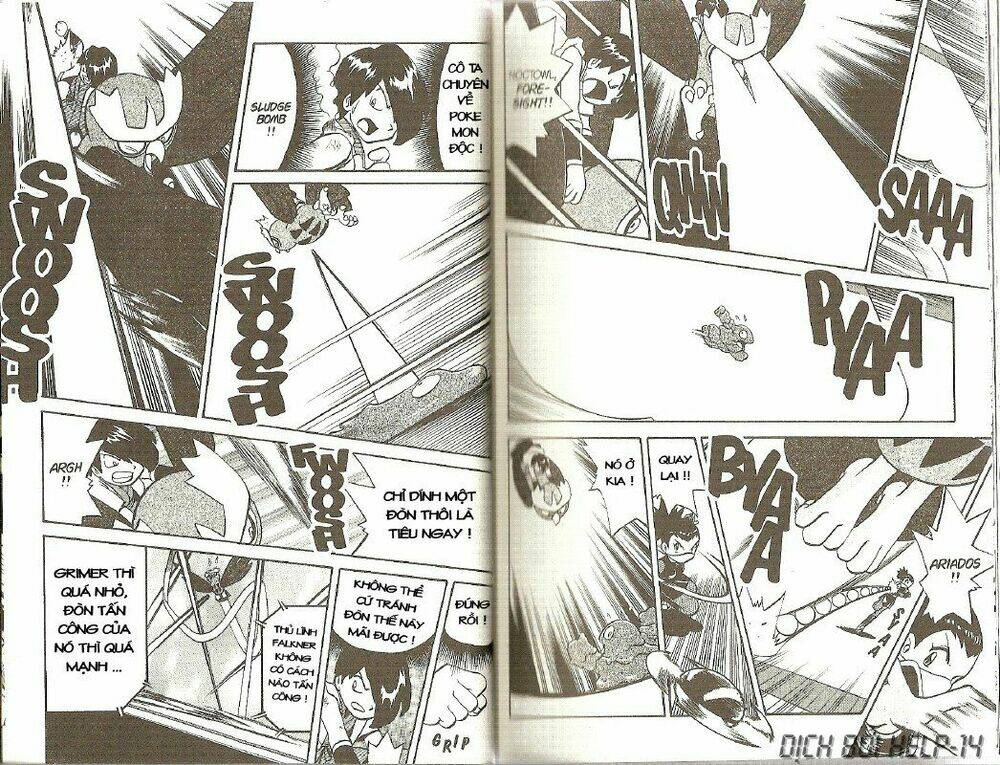 NOCTOWL,
FORE-
SIGHT!!
QWW
SAAA
RYAA
ARIADOS
!!
SYAA
BYAA
QUAY
LẠI !!
NÓ Ở
KIA !
CÔ TA
CHUYÊN
VỀ
POKE
MON
ĐỘC !
SLUDGE
BOMB
!!
SWOOSH
SWOOSH
FWOOSH
CHỈ DÍNH MỘT
ĐÒN THÔI LÀ
TIÊU NGAY !
ARGH
!!
ĐÚNG
RỒI !
GRIP
KHÔNG THỂ
CỨ TRÁNH
ĐÒN THẾ NÀY
MÃI ĐƯỢC !
THỦ LĨNH
FALKNER
KHÔNG
CÓ CÁCH
NÀO TẤN
CÔNG !
GRIMER THÌ
QUÁ NHỎ,
ĐÒN TẤN
CÔNG CỦA
NÓ THÌ QUÁ
MẠNH ...
DỊCH BỞI HELP_14